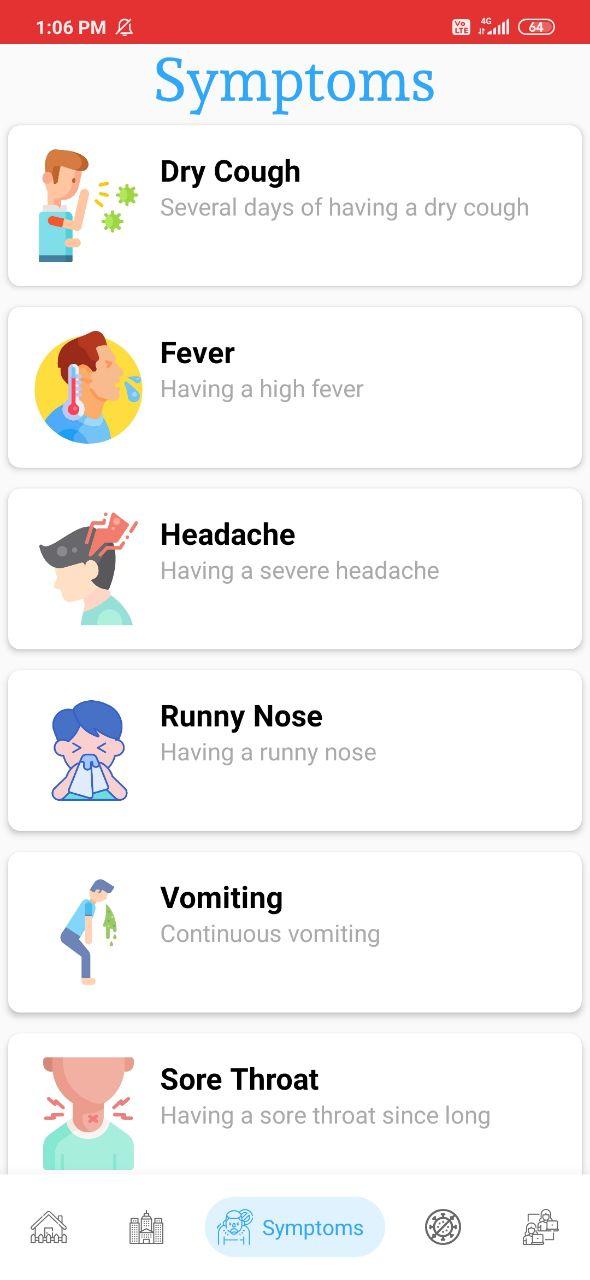 1:06 PM
Vo LTE
4G
64
Symptoms
Dry Cough
Several days of having a dry cough
Fever
Having a high fever
Headache
Having a severe headache
Runny Nose
Having a runny nose
Vomiting
Continuous vomiting
Sore Throat
Having a sore throat since long
Symptoms